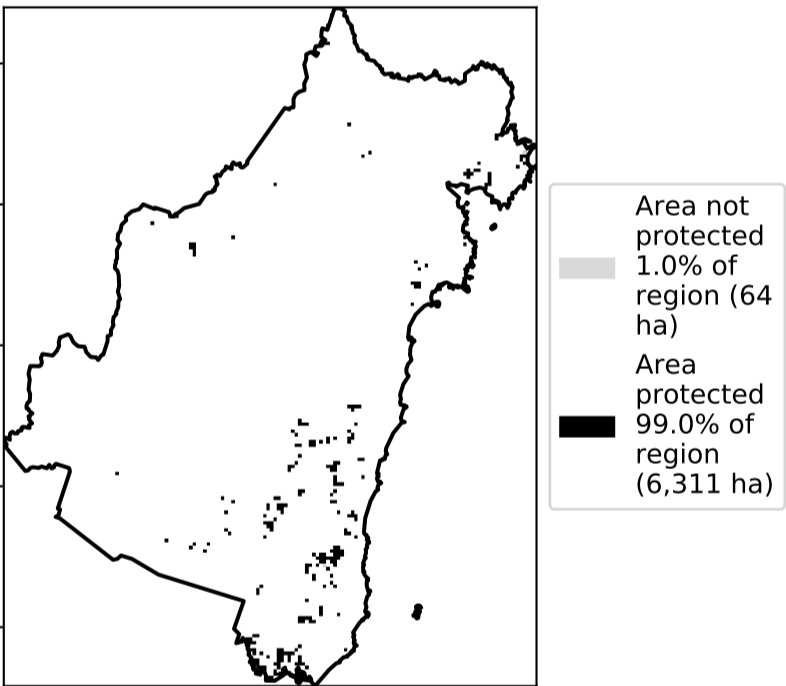 Area not
protected
1.0% of
region (64
ha)
Area
protected
99.0% of
region
(6,311 ha)